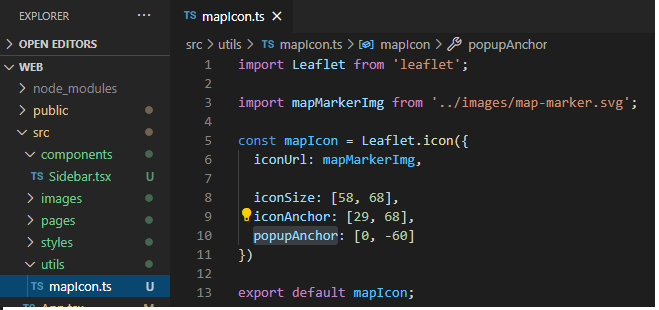 EXPLORER
OPEN EDITORS
WEB
node_modules
public
src
components
TS Sidebar.tsx U
images
pages
styles
utils
TS mapIcon.ts U
TS mapIcon.ts ×
src > utils > TS mapIcon.ts > mapIcon > popupAnchor
1 import Leaflet from 'leaflet';
2
3 import mapMarkerImg from '../images/map-marker.svg';
4
5 const mapIcon = Leaflet.icon({
6 iconUrl: mapMarkerImg,
7
8 iconSize: [58, 68],
9 iconAnchor: [29, 68],
10 popupAnchor: [0, -60]
11 })
12
13 export default mapIcon;